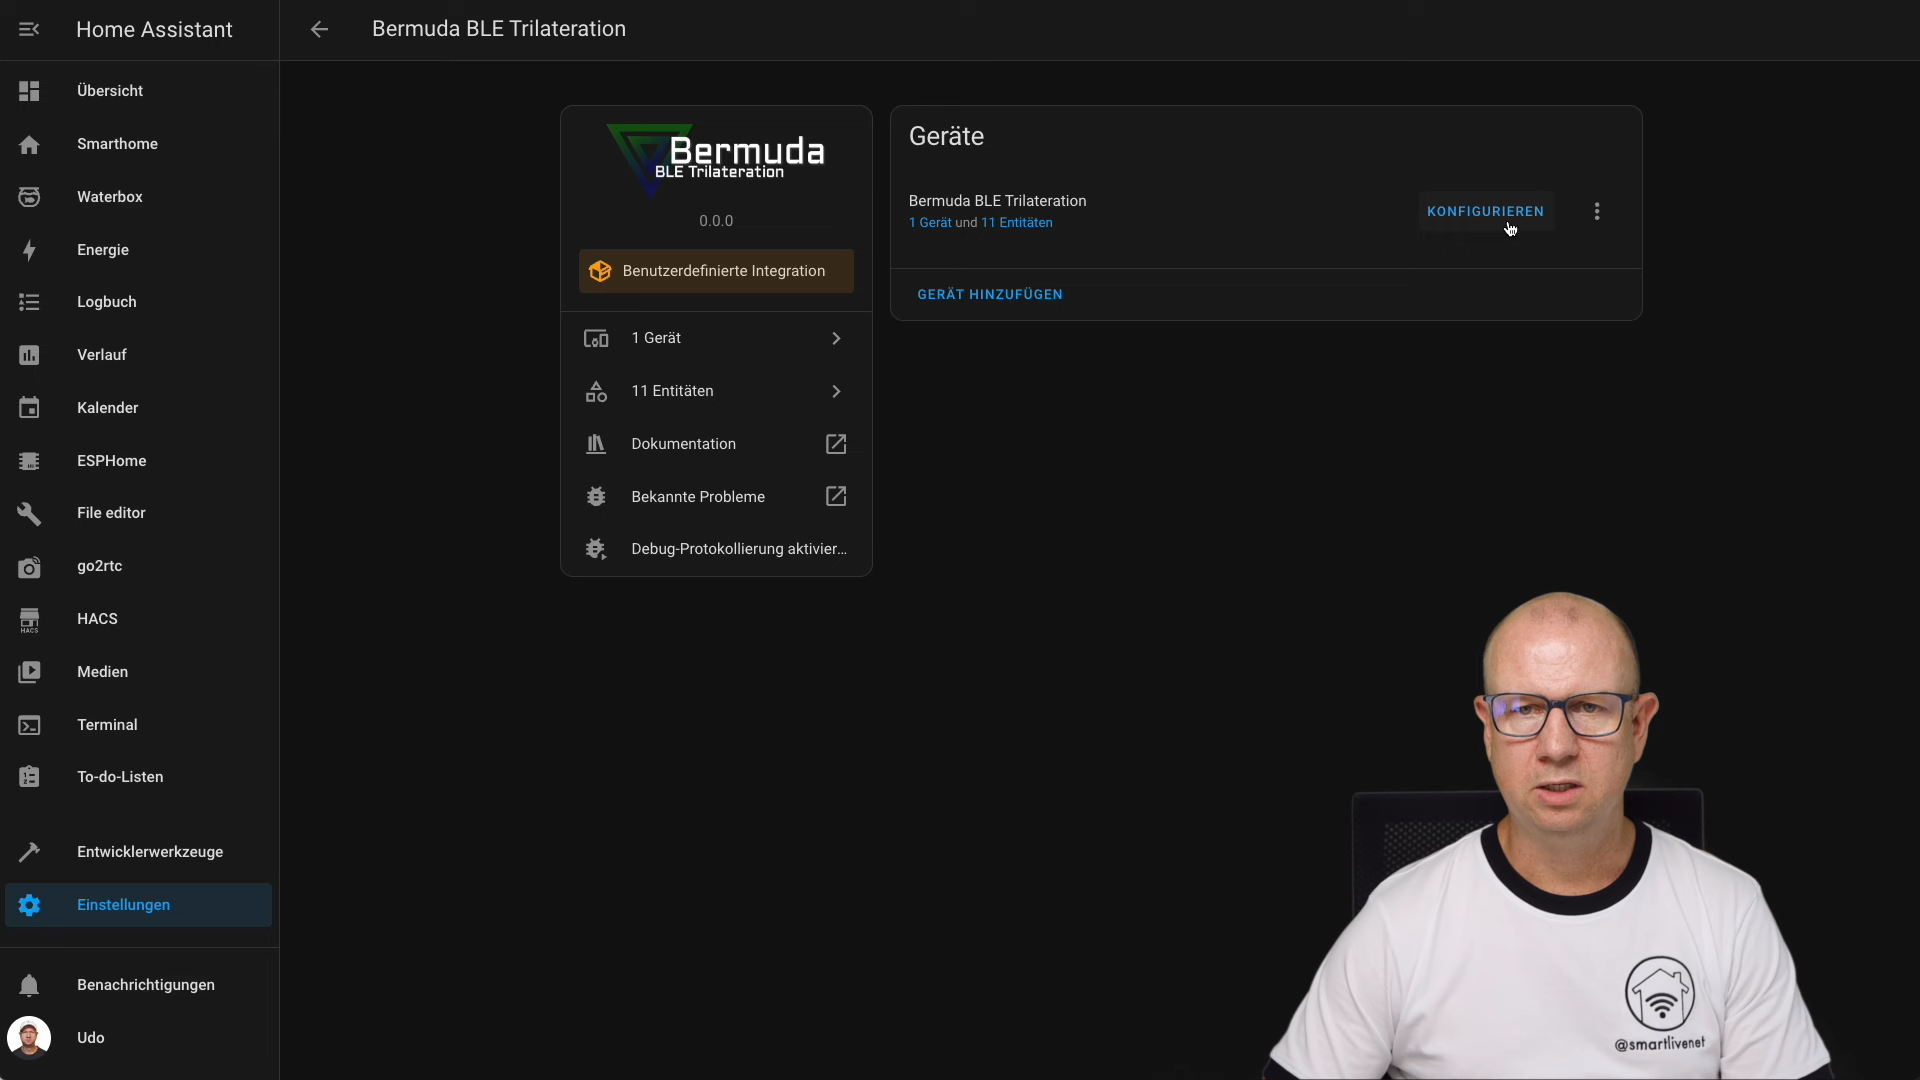 Home Assistant
Bermuda BLE Trilateration
Übersicht
Smarthome
Waterbox
Energie
Logbuch
Verlauf
Kalender
ESPHome
File editor
go2rtc
HACS
HACS
Medien
Terminal
To-do-Listen
Entwicklerwerkzeuge
Einstellungen
Benachrichtigungen
Udo
Bermuda
BLE Trilateration
0.0.0
Benutzerdefinierte Integration
1 Gerät
11 Entitäten
Dokumentation
Bekannte Probleme
Debug-Protokollierung aktivier...
Geräte
Bermuda BLE Trilateration
1 Gerät und 11 Entitäten
KONFIGURIEREN
GERÄT HINZUFÜGEN
@smartlivenet